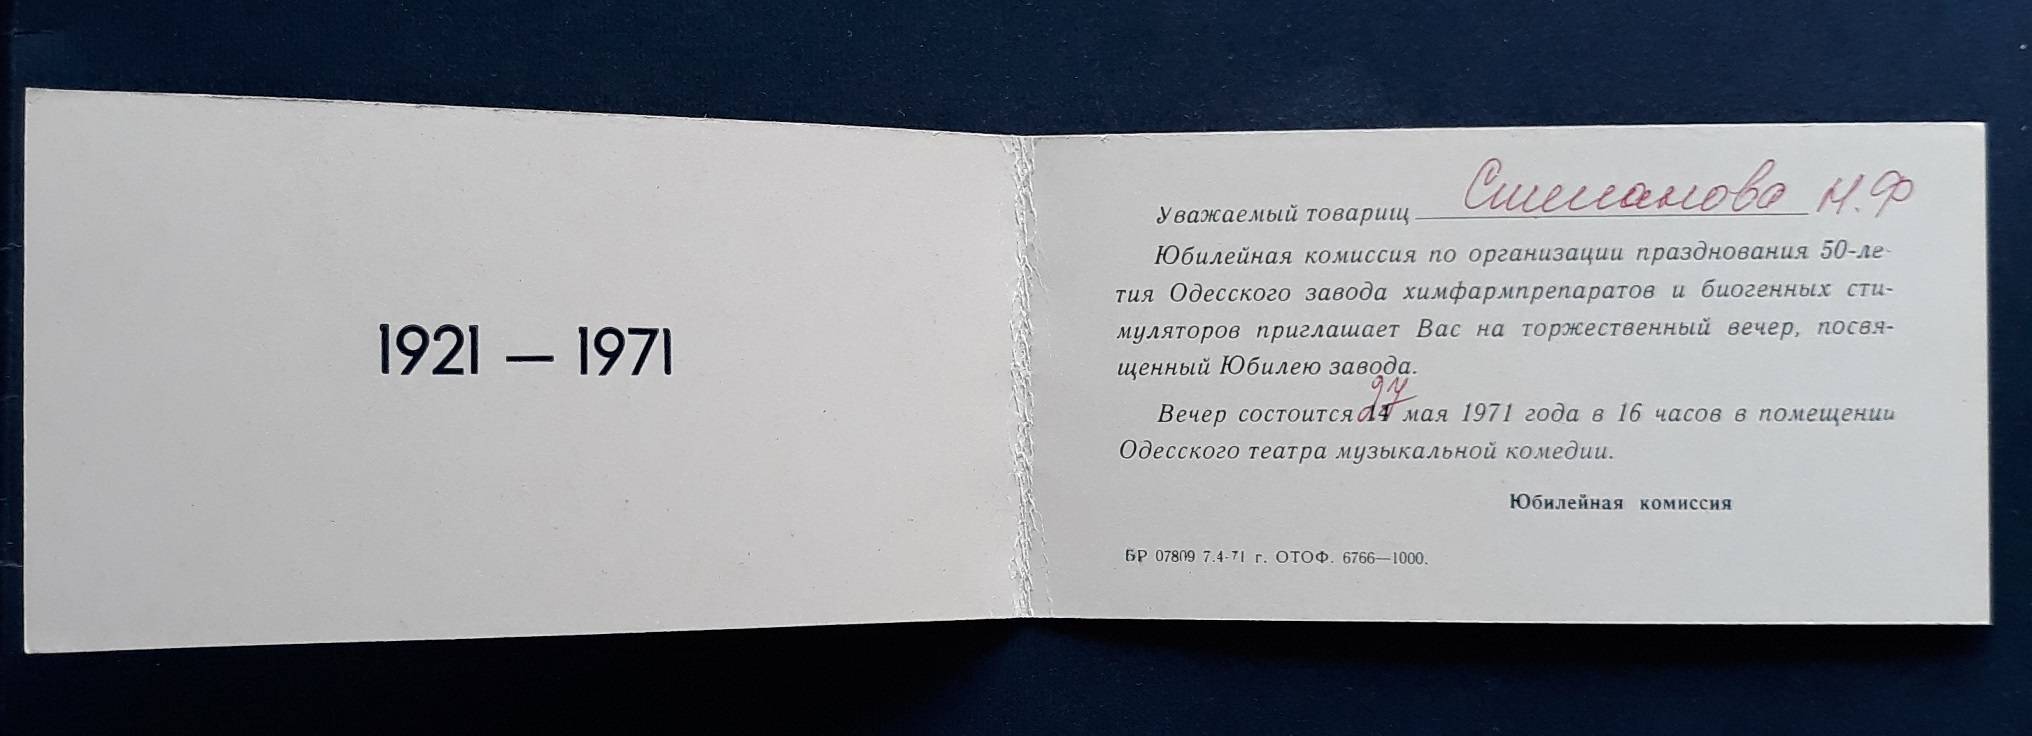 1921 — 1971
Уважаемый товарищ Степанова Н.Ф
Юбилейная комиссия по организации празднования 50-ле-
тия Одесского завода химфармпрепаратов и биогенных сти-
муляторов приглашает Вас на торжественный вечер, посвя-
щенный Юбилею завода.
27
Вечер состоится 14 мая 1971 года в 16 часов в помещении
Одесского театра музыкальной комедии.
Юбилейная комиссия
БР 07809 7.4-71 г. ОТОФ. 6766—1000.